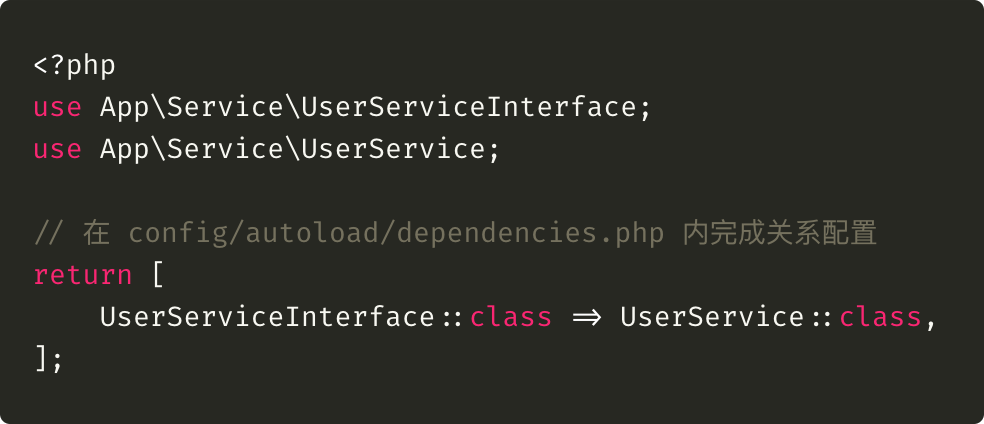 <?php
use App\Service\UserServiceInterface;
use App\Service\UserService;
// 在 config/autoload/dependencies.php 内完成关系配置
return [
    UserServiceInterface::class => UserService::class,
];